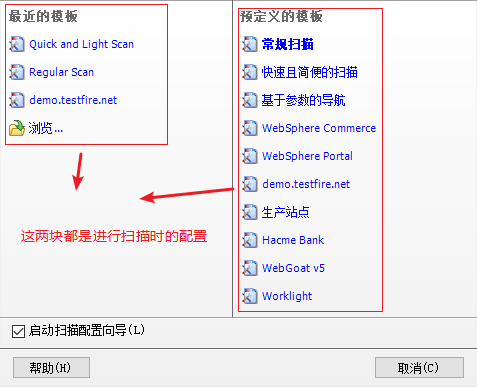 最近的模板
Quick and Light Scan
Regular Scan
demo.testfire.net
浏览...
这两块都是进行扫描时的配置
预定义的模板
常规扫描
快速且简便的扫描
基于参数的导航
WebSphere Commerce
WebSphere Portal
demo.testfire.net
生产站点
Hacme Bank
WebGoat v5
Worklight
启动扫描配置向导(L)
帮助(H)
取消(C)